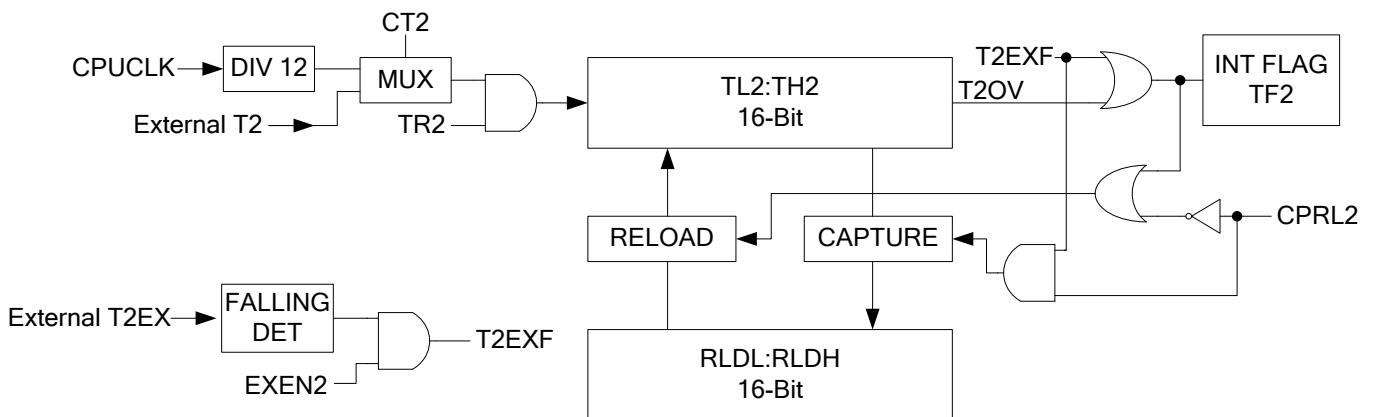 CT2
CPUCLK
DIV 12
MUX
External T2
TR2
TL2:TH2
16-Bit
T2EXF
T2OV
INT FLAG
TF2
RELOAD
CAPTURE
CPRL2
External T2EX
FALLING
DET
EXEN2
T2EXF
RLDL:RLDH
16-Bit